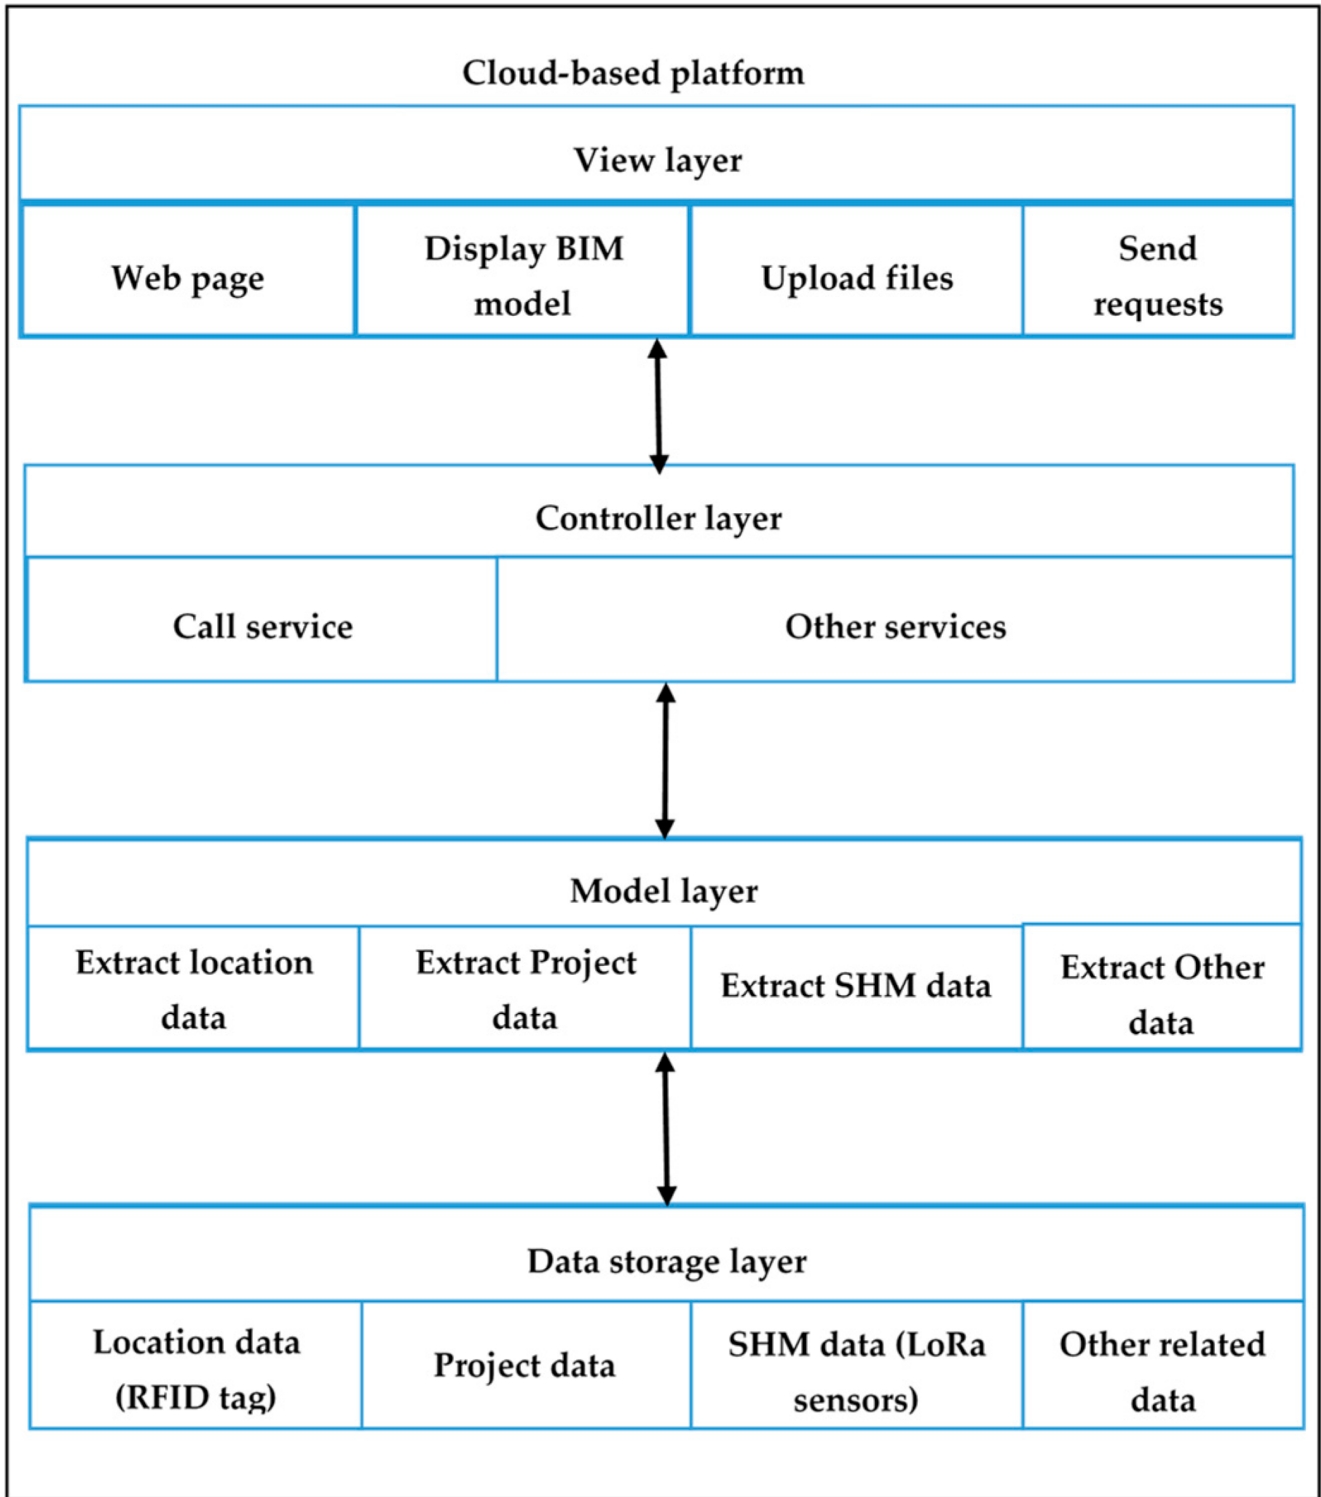 Cloud-based platform
View layer
Web page
Display BIM
model
Upload files
Send
requests
Controller layer
Call service
Other services
Model layer
Extract location
data
Extract Project
data
Extract SHM data
Extract Other
data
Data storage layer
Location data
(RFID tag)
Project data
SHM data (LoRa
sensors)
Other related
data